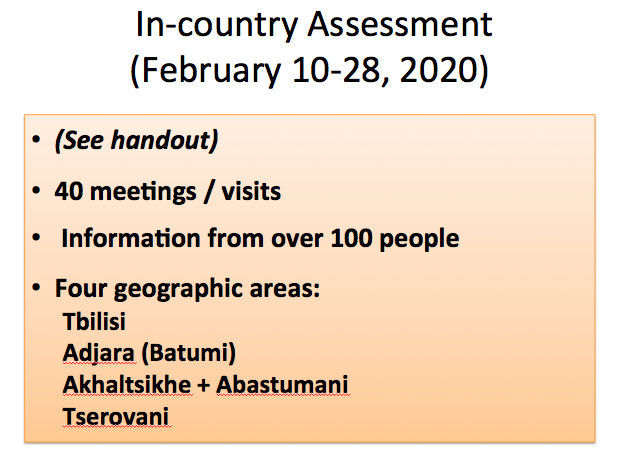 In-country Assessment
(February 10-28, 2020)
• (See handout)
• 40 meetings / visits
• Information from over 100 people
• Four geographic areas:
Tbilisi
Adjara (Batumi)
Akhaltsikhe + Abastumani
Tserovani